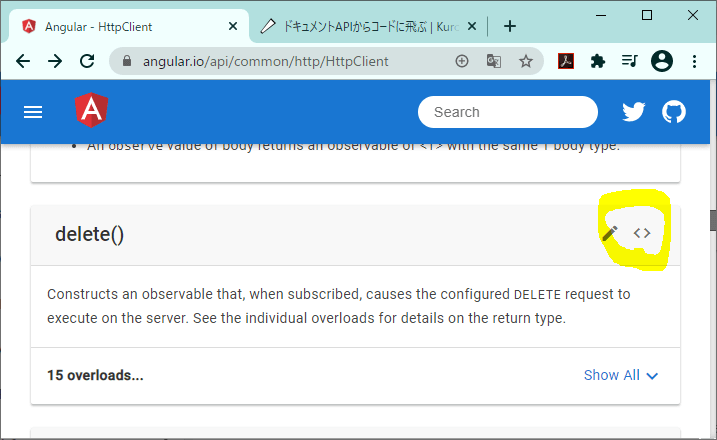 Angular - HttpClient
ドキュメントAPIからコードに飛ぶ | Kuro
angular.io/api/common/http/HttpClient
Search
An observe value of body returns an observable of <T> with the same T body type.
delete()
Constructs an observable that, when subscribed, causes the configured DELETE request to
execute on the server. See the individual overloads for details on the return type.
15 overloads...
Show All